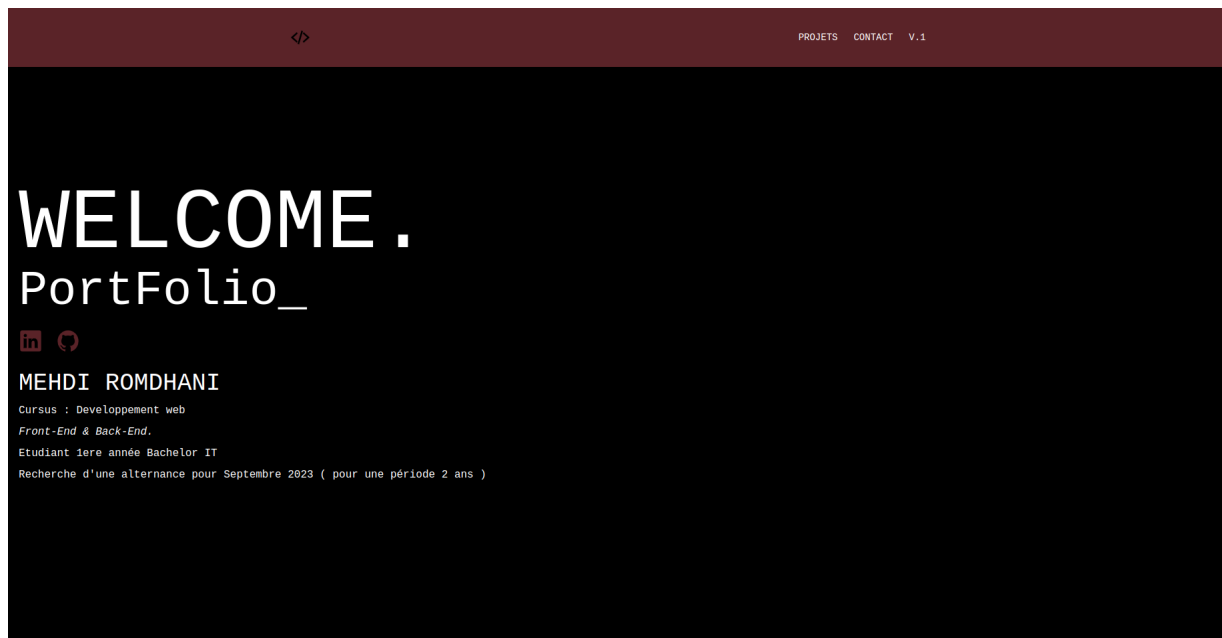 </>
PROJETS CONTACT V.1
WELCOME.
PortFolio_
in
MEHDI ROMDHANI
Cursus : Developpement web
Front-End & Back-End.
Etudiant 1ere année Bachelor IT
Recherche d'une alternance pour Septembre 2023 ( pour une période 2 ans )